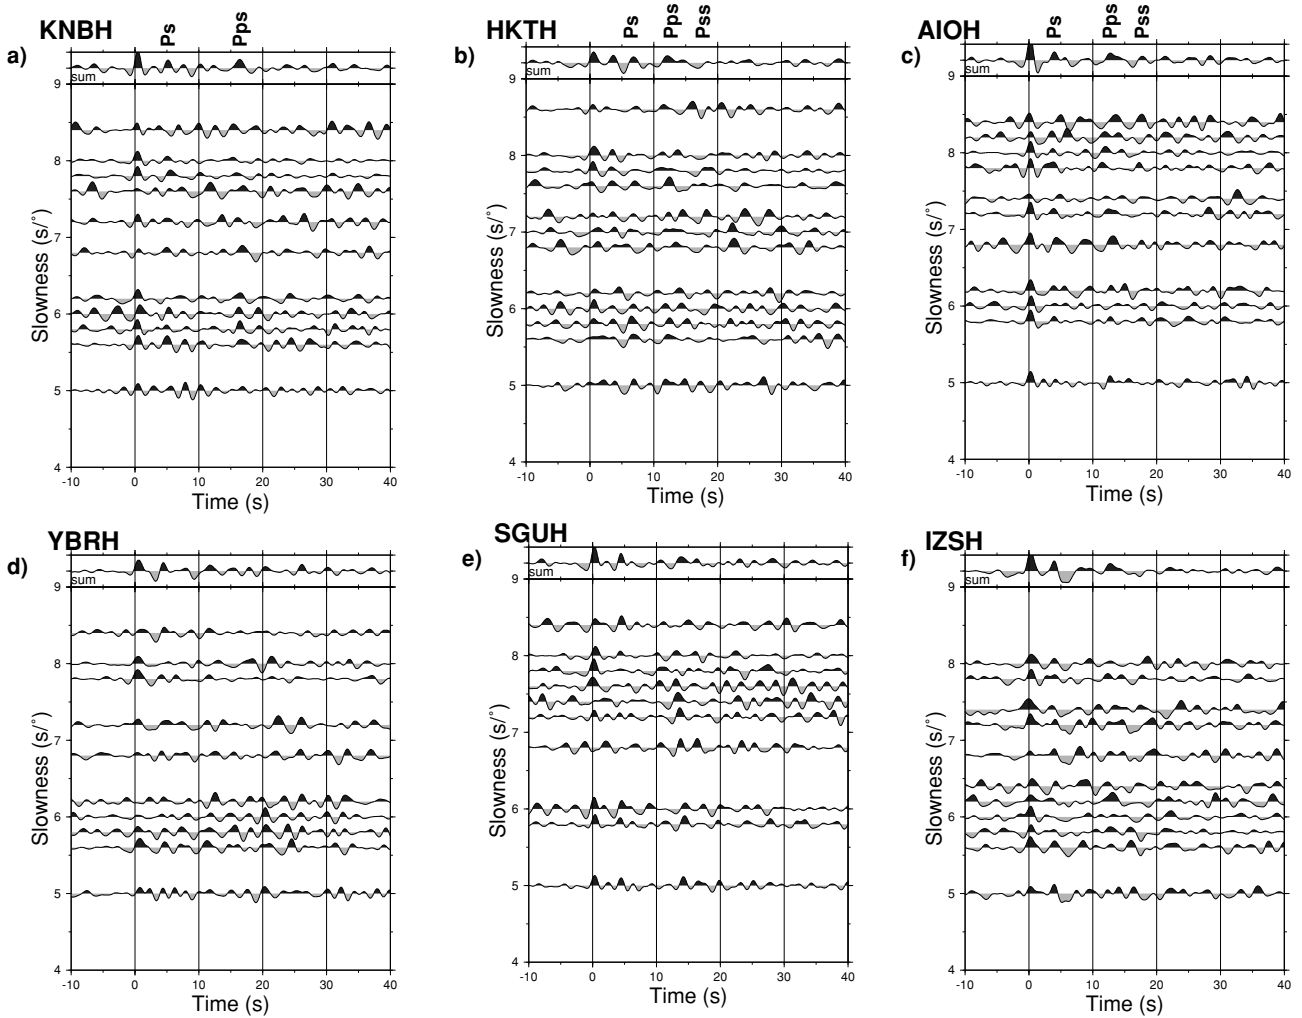 a)
KNBH
Ps
Pps
sum
9
8
7
6
5
4
Slowness (s/°)
-10 0 10 20 30 40
Time (s)
b)
HKTH
Ps
Pps
Pss
sum
9
8
7
6
5
4
Slowness (s/°)
-10 0 10 20 30 40
Time (s)
c)
AIOH
Ps
Pps
Pss
sum
9
8
7
6
5
4
Slowness (s/°)
-10 0 10 20 30 40
Time (s)
d)
YBRH
sum
9
8
7
6
5
4
Slowness (s/°)
-10 0 10 20 30 40
Time (s)
e)
SGUH
sum
9
8
7
6
5
4
Slowness (s/°)
-10 0 10 20 30 40
Time (s)
f)
IZSH
sum
9
8
7
6
5
4
Slowness (s/°)
-10 0 10 20 30 40
Time (s)